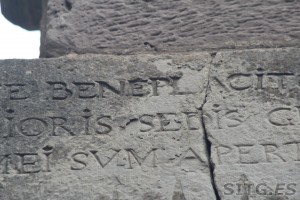 E BENEPLACIT
IORIS SEDIS G
MEI SVM APERT
SITG.ES